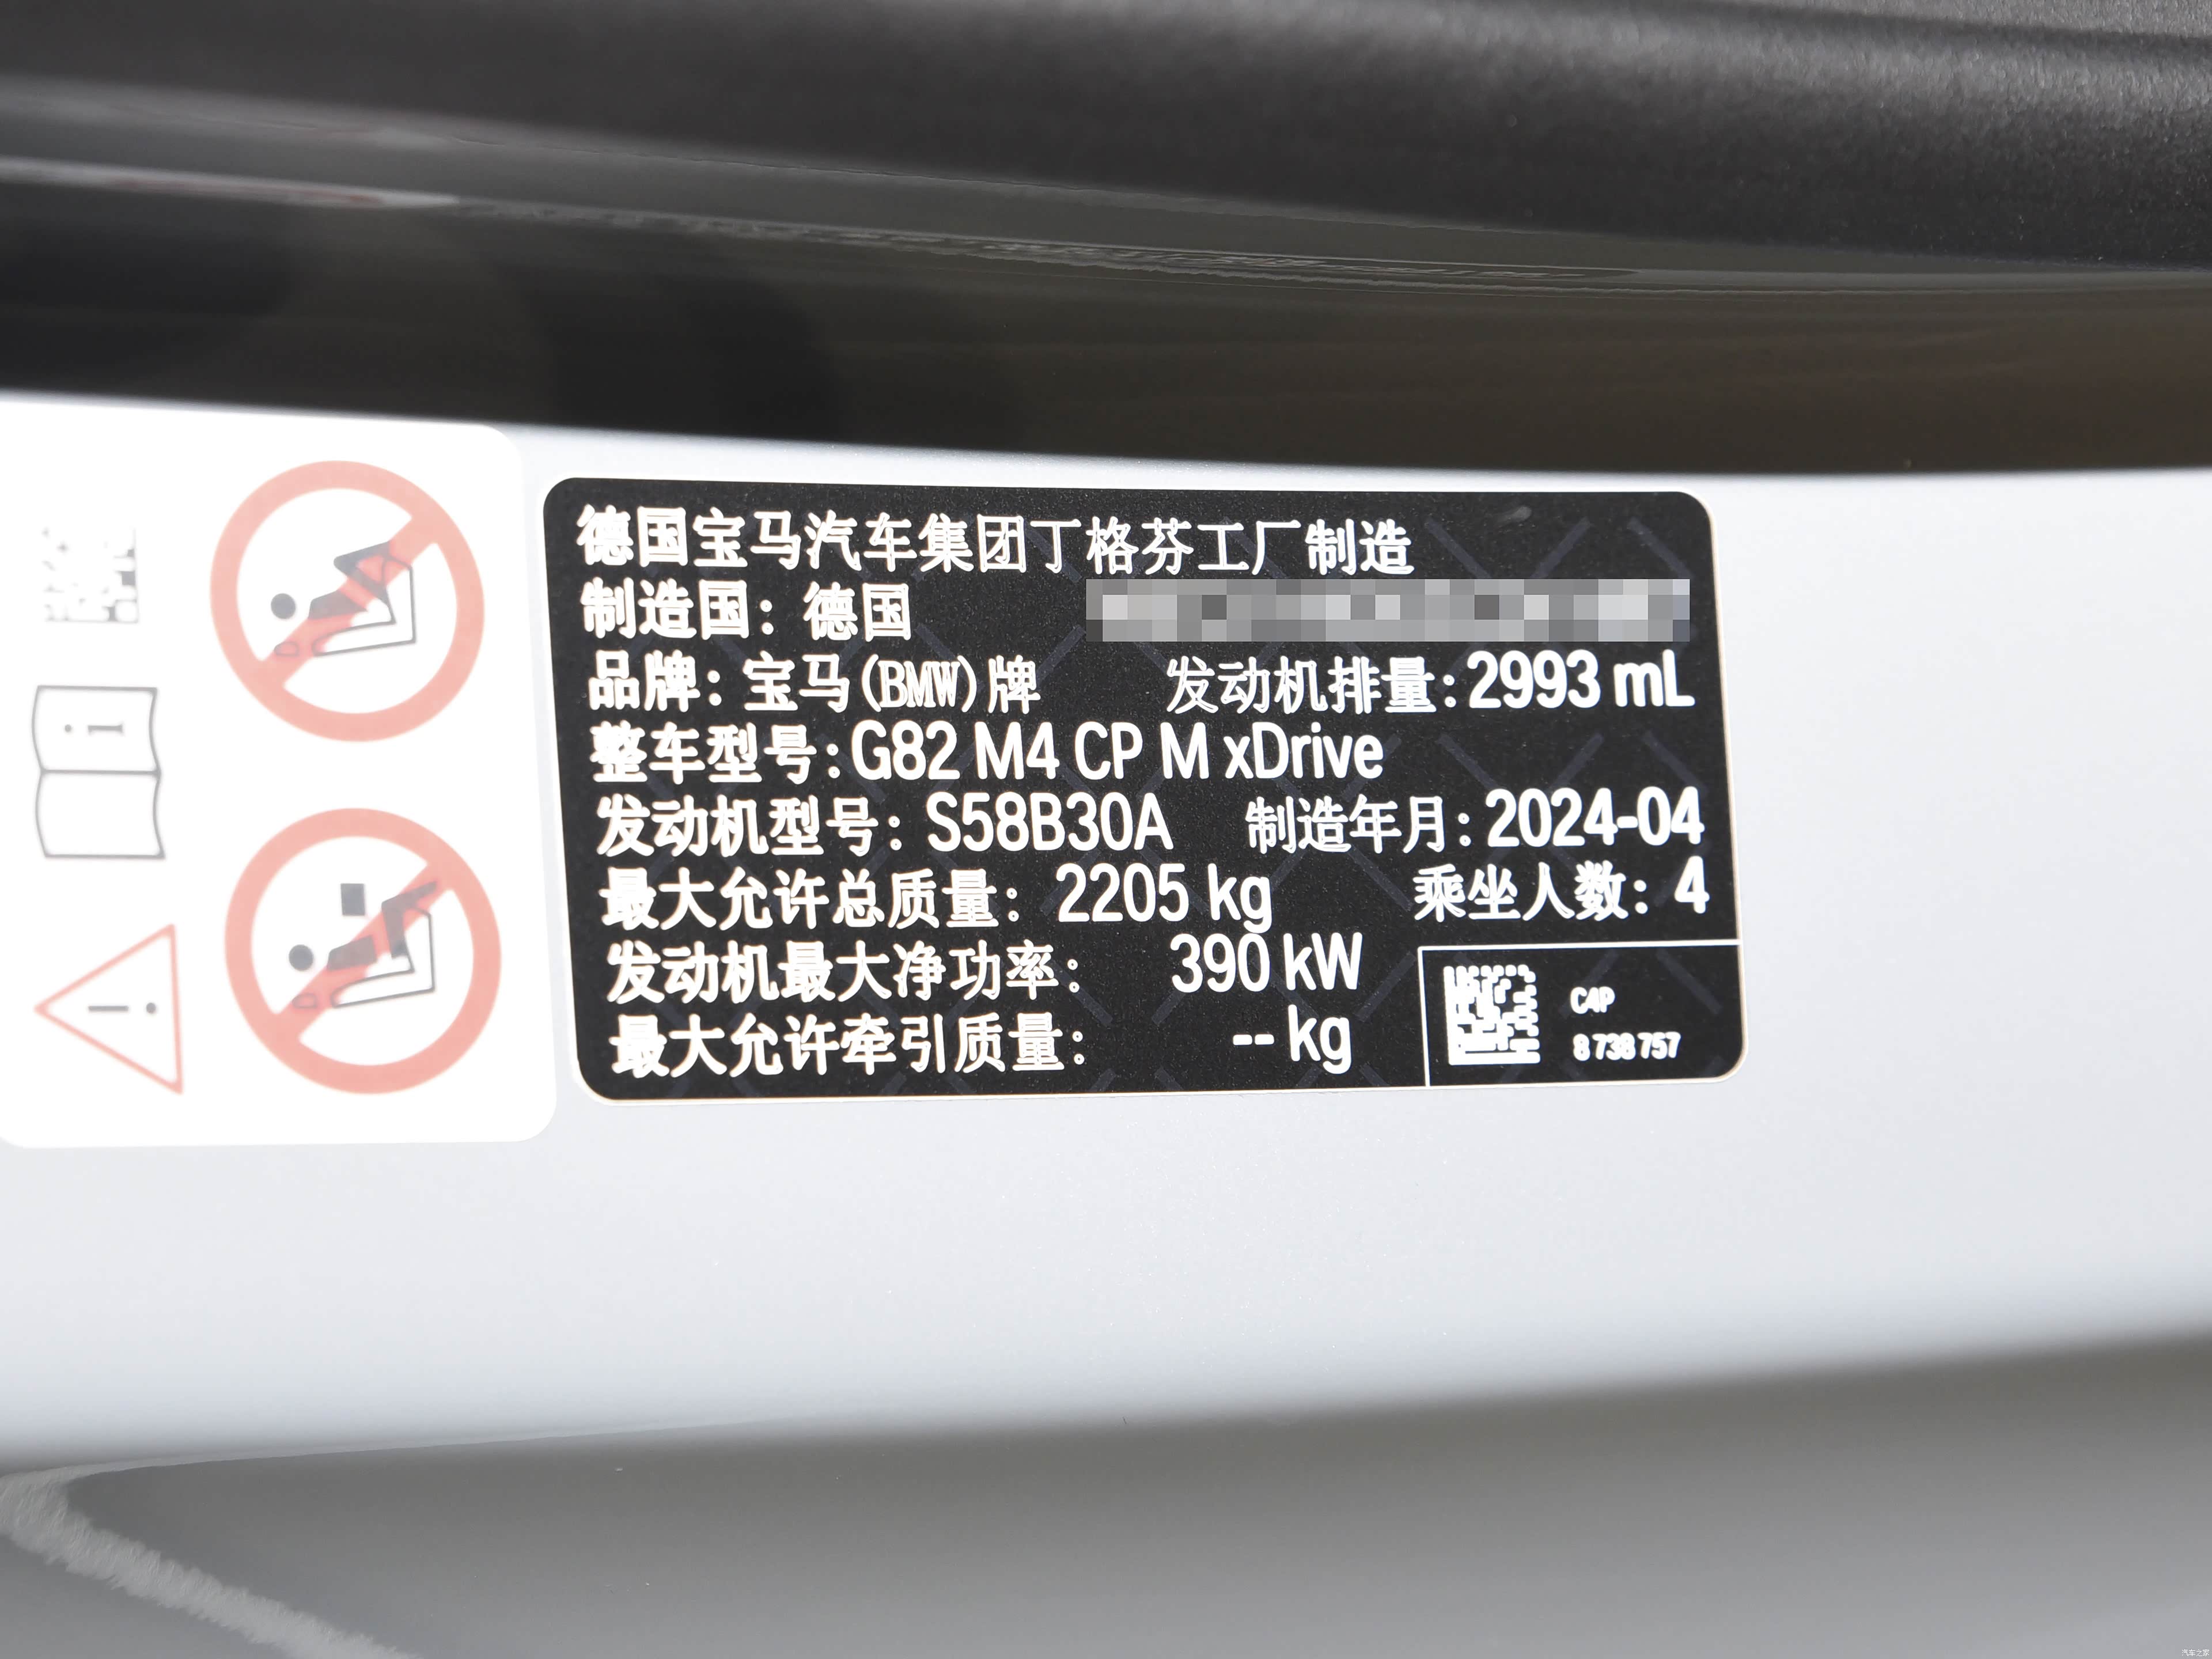 德国宝马汽车集团丁格芬工厂制造
制造国：德国
品牌：宝马(BMW)牌 发动机排量：2993 mL
整车型号：G82 M4 CP M xDrive
发动机型号：S58B30A 制造年月：2024-04
最大允许总质量：2205 kg 乘坐人数：4
发动机最大净功率：390 kW
最大允许牵引质量：-- kg
C4P
8 738 757
汽车之家